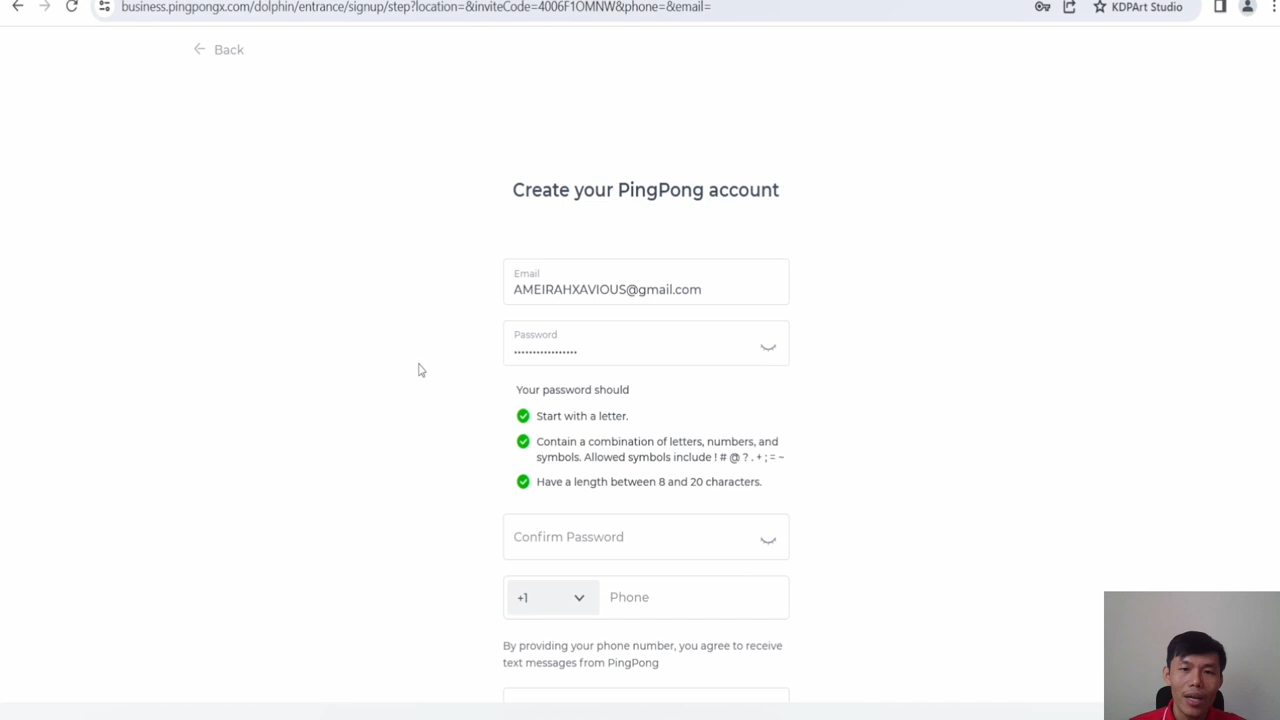 business.pingpongx.com/dolphin/entrance/signup/step?location=&inviteCode=4006F1OMNW&phone=&email=
KDPArt Studio
Back
Create your PingPong account
Email
AMEIRAHXAVIOUS@gmail.com
Password
•••••••••••••••••
Your password should
Start with a letter.
Contain a combination of letters, numbers, and
symbols. Allowed symbols include ! # @ ? . + ; = ~
Have a length between 8 and 20 characters.
Confirm Password
+1
Phone
By providing your phone number, you agree to receive
text messages from PingPong